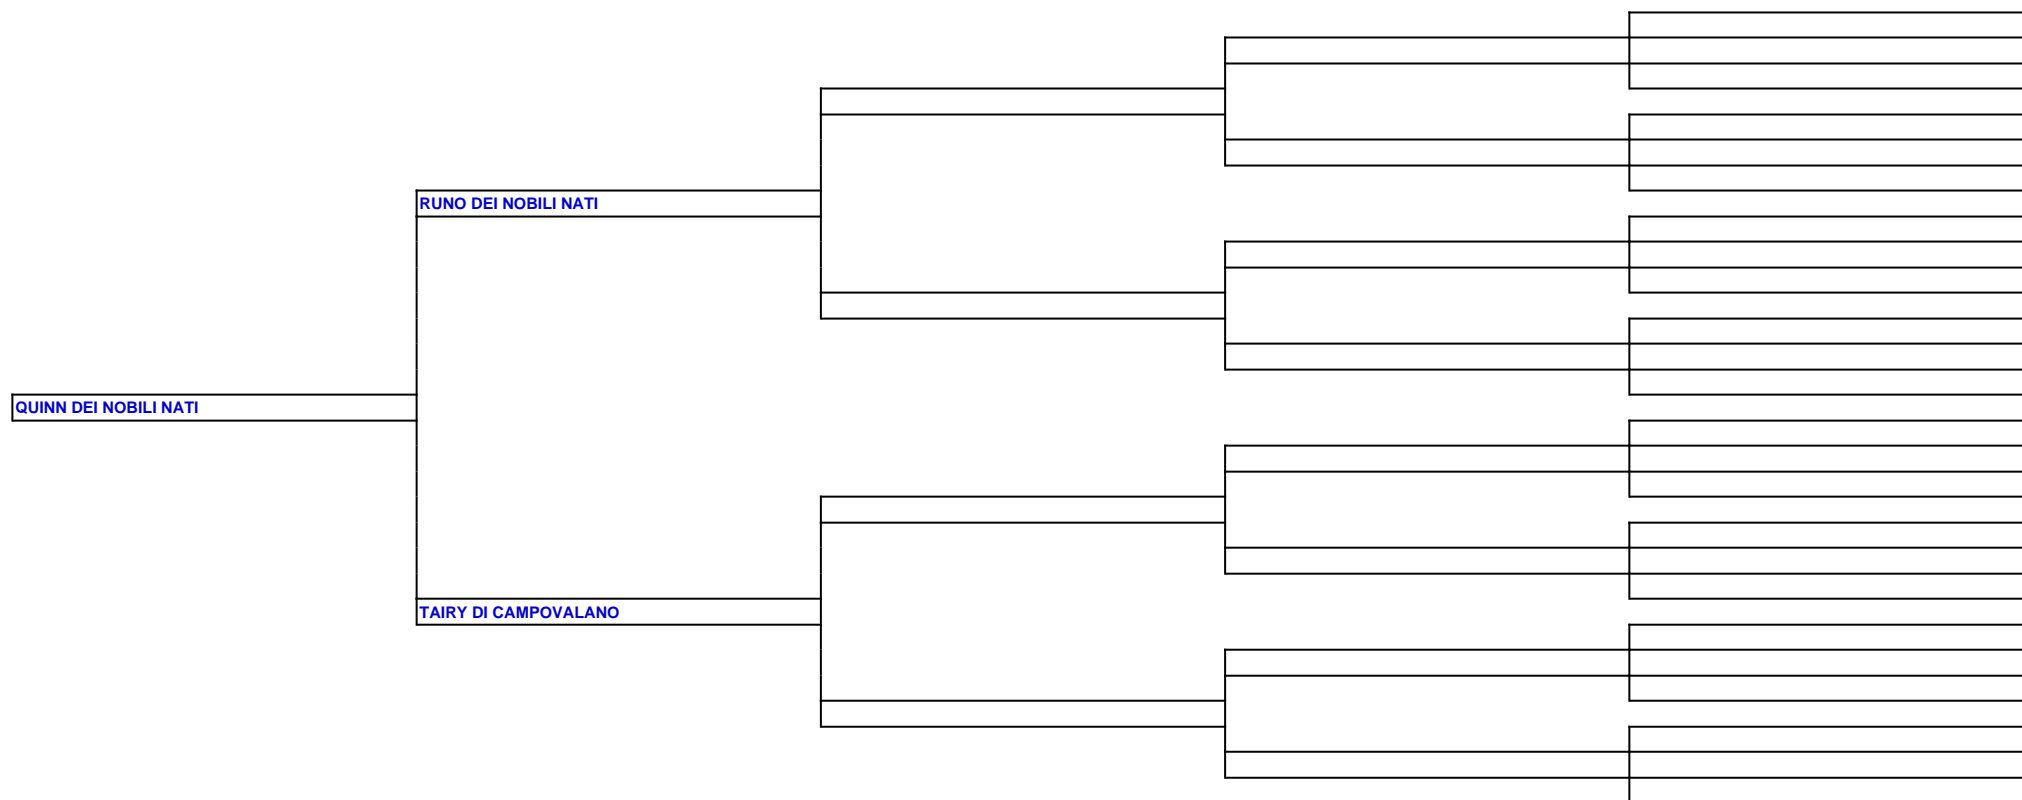 RUNO DEI NOBILI NATI
QUINN DEI NOBILI NATI
TAIRY DI CAMPOVALANO